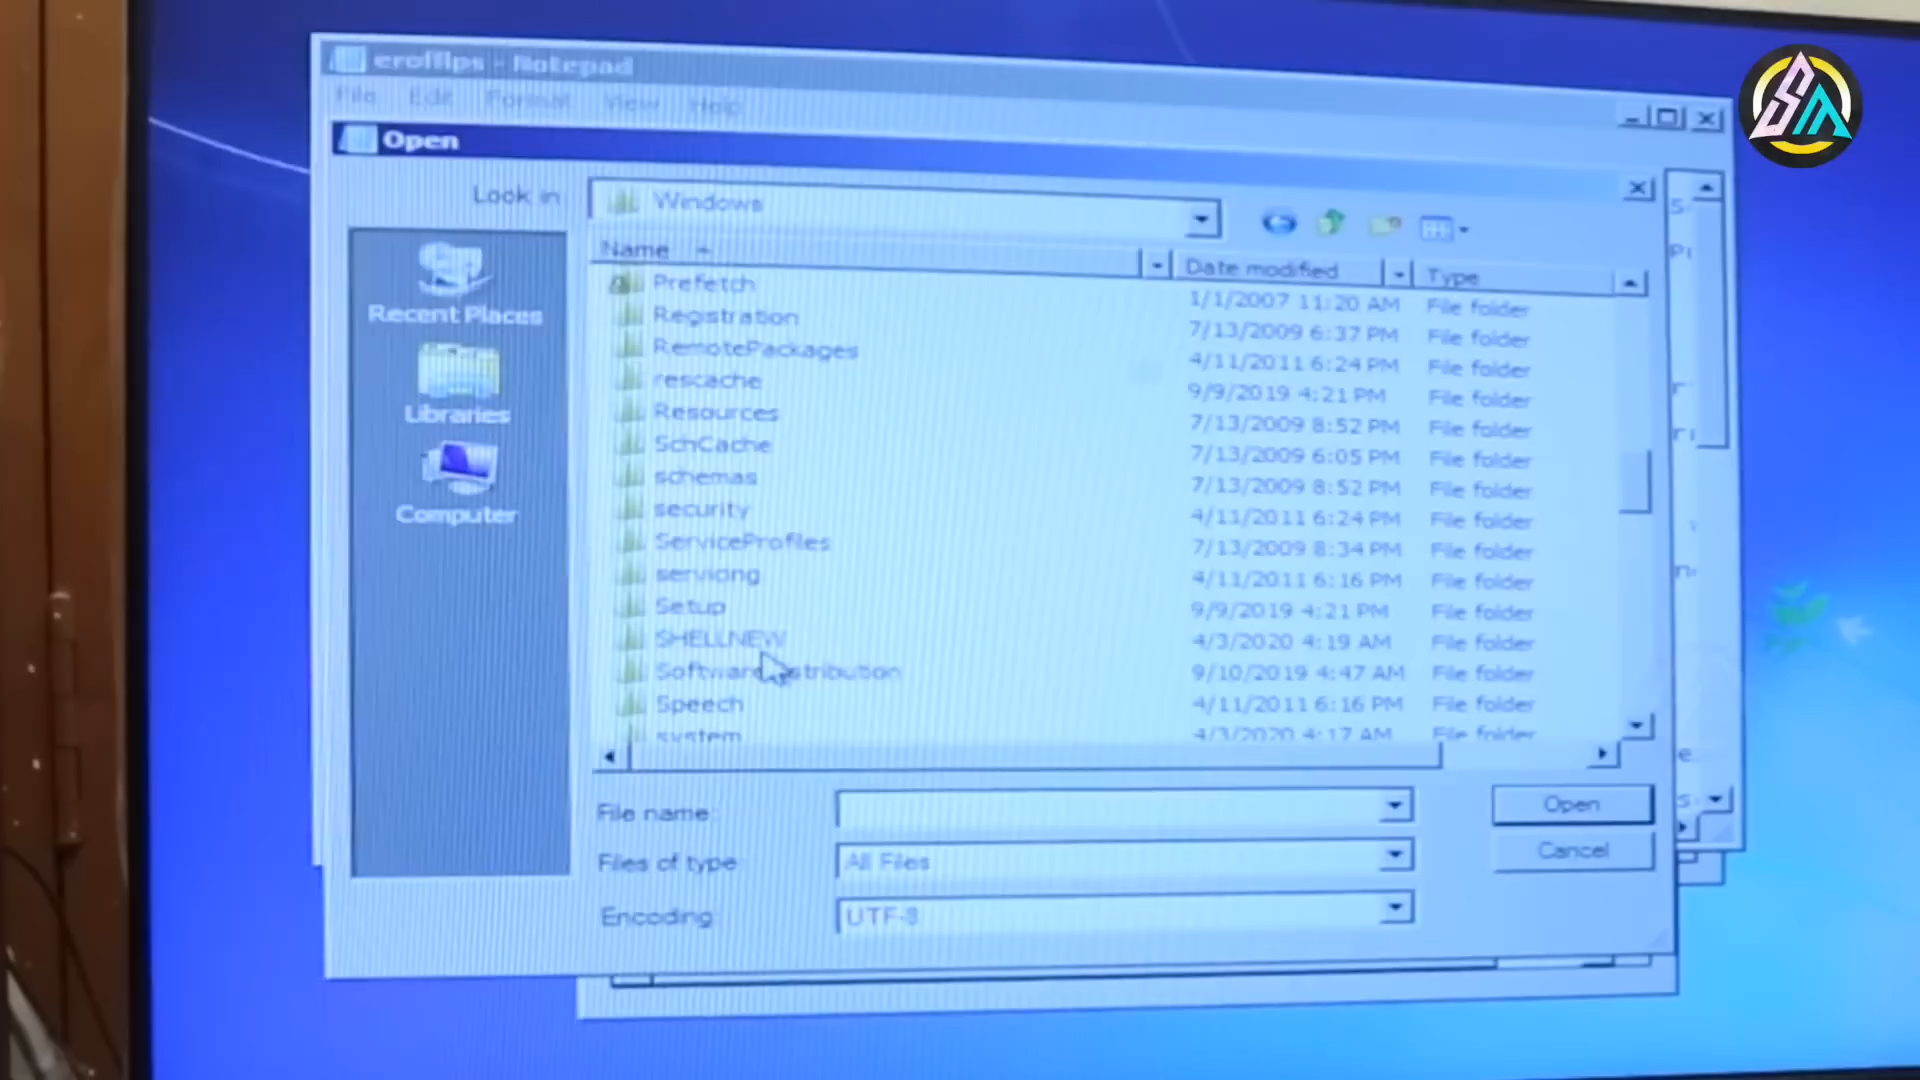 erofflps - Notepad
File Edit Format View Help
Open
Look in
Windows
Name Date modified Type
Prefetch 1/1/2007 11:20 AM File folder
Registration 7/13/2009 6:37 PM File folder
RemotePackages 4/11/2011 6:24 PM File folder
rescache 9/9/2019 4:21 PM File folder
Resources 7/13/2009 8:52 PM File folder
SchCache 7/13/2009 6:05 PM File folder
schemas 7/13/2009 8:52 PM File folder
security 4/11/2011 6:24 PM File folder
ServiceProfiles 7/13/2009 8:34 PM File folder
servicing 4/11/2011 6:16 PM File folder
Setup 9/9/2019 4:21 PM File folder
SHELLNEW 4/3/2020 4:19 AM File folder
SoftwareDistribution 9/10/2019 4:47 AM File folder
Speech 4/11/2011 6:16 PM File folder
system 4/3/2020 4:17 AM File folder
Recent Places
Libraries
Computer
File name:
Open
Files of type: All Files
Cancel
Encoding: UTF-8